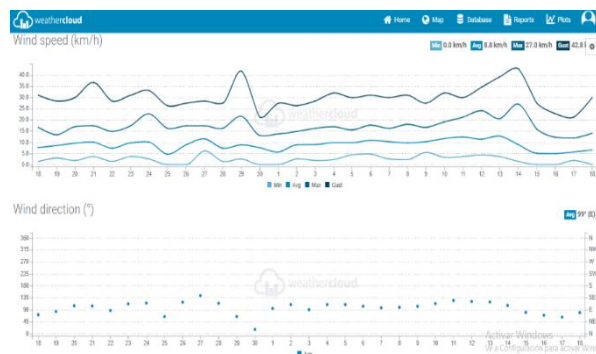 weathercloud
Home Map Database Reports Plots
Wind speed (km/h)
Min 0.0 km/h Avg 8.8 km/h Max 27.0 km/h Gust 42.8
40.0
35.0
30.0
25.0
20.0
15.0
10.0
5.0
0.0
weathercloud
18 19 20 21 22 23 24 25 26 27 28 29 30 1 2 3 4 5 6 7 8 9 10 11 12 13 14 15 16 17 18
Min Avg Max Gust
Wind direction (°)
Avg 99° (E)
360 N
315 NW
270 W
225 SW
180 S
135 SE
90 E
45 NE
0 N
weathercloud
18 19 20 21 22 23 24 25 26 27 28 29 30 1 2 3 4 5 6 7 8 9 10 11 12 13 14 15 16 17 18
Avg
Activar Windows
Ve a Configuración para activar Windows